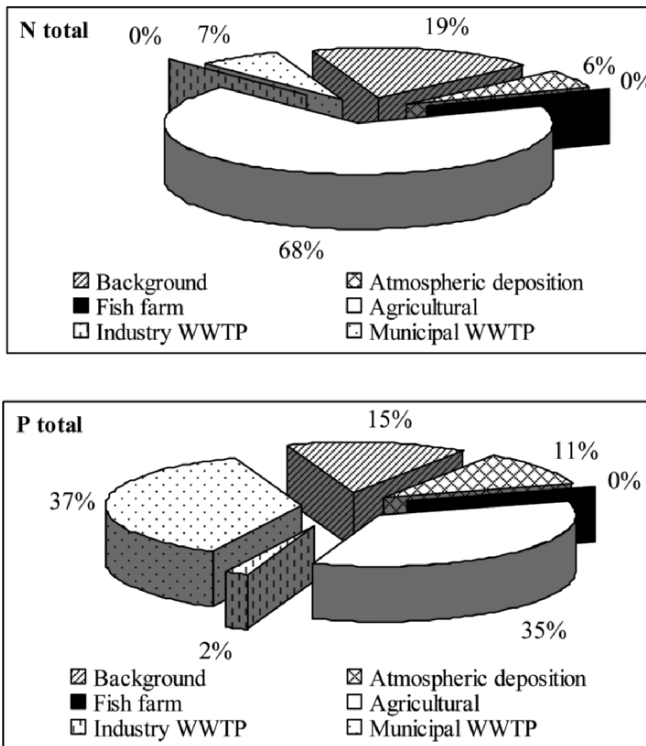 N total
19%
0%
7%
6%
0%
68%
Background
Atmospheric deposition
Fish farm
Agricultural
Industry WWTP
Municipal WWTP
P total
15%
11%
0%
37%
35%
2%
Background
Atmospheric deposition
Fish farm
Agricultural
Industry WWTP
Municipal WWTP